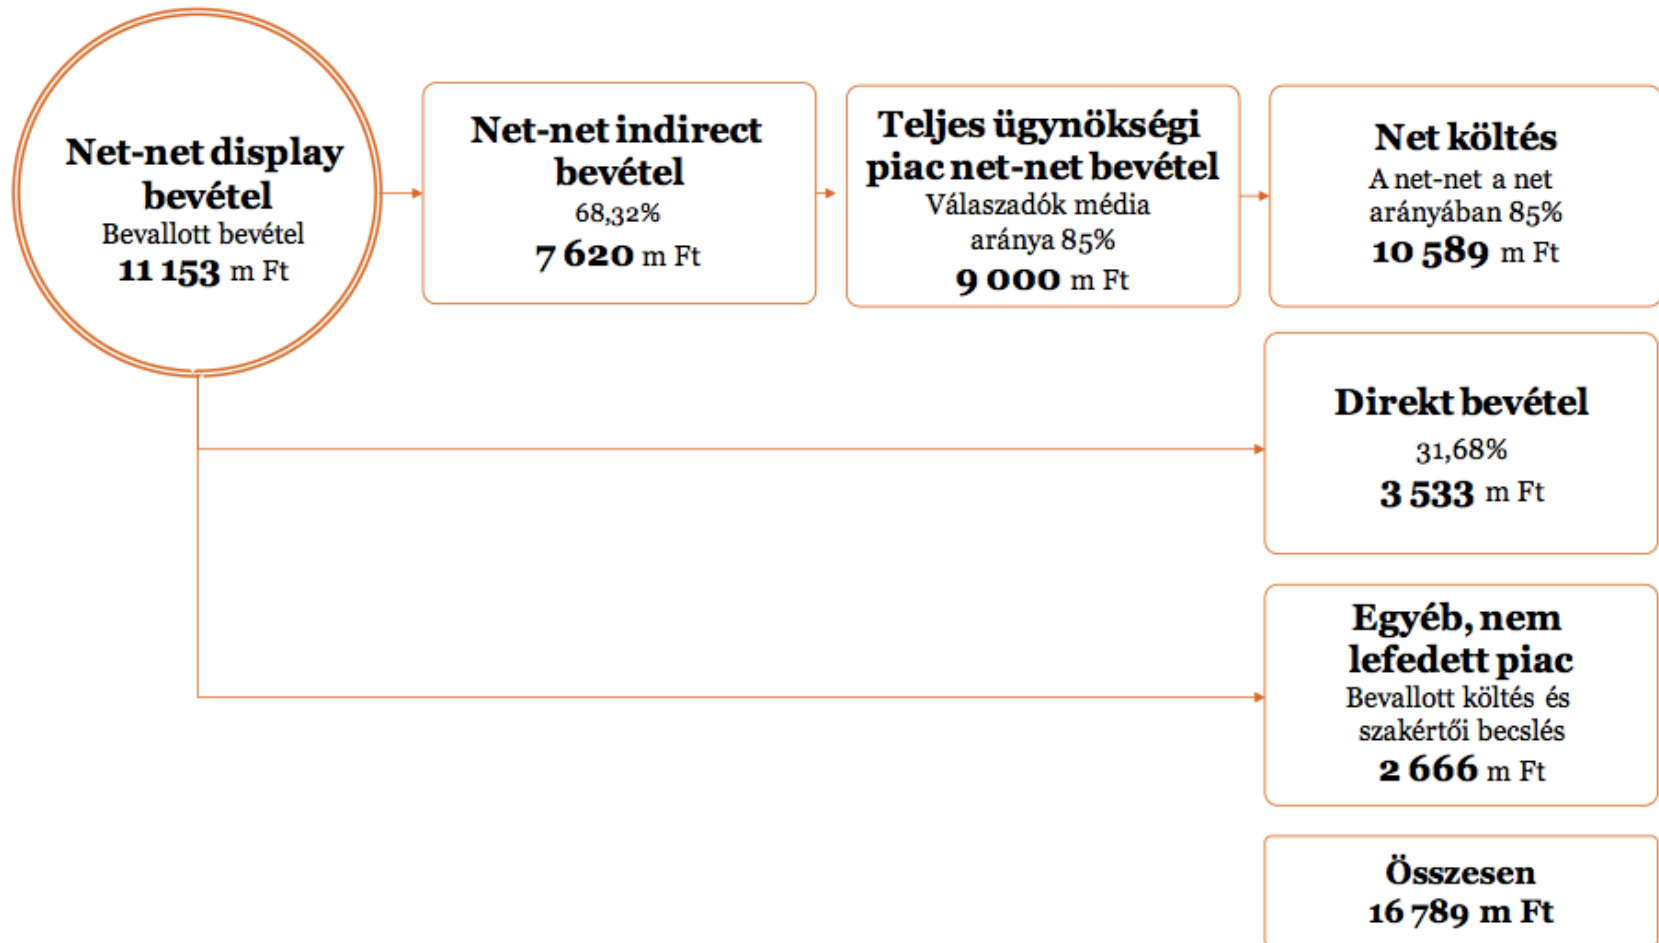 Net-net display
bevétel
Bevallott bevétel
11 153 m Ft
Net-net indirect
bevétel
68,32%
7 620 m Ft
Teljes ügynökségi
piac net-net bevétel
Válaszadók média
aránya 85%
9 000 m Ft
Net költés
A net-net a net
arányában 85%
10 589 m Ft
Direkt bevétel
31,68%
3 533 m Ft
Egyéb, nem
lefedett piac
Bevallott költés és
szakértői becslés
2 666 m Ft
Összesen
16 789 m Ft